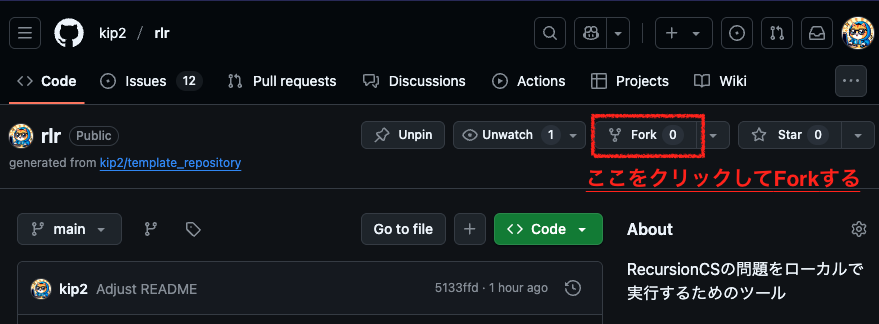 kip2 / rlr
Code Issues 12 Pull requests Discussions Actions Projects Wiki
rlr Public Unpin Unwatch 1 Fork 0 Star 0
generated from kip2/template_repository
ここをクリックしてForkする
main Go to file Code
About
kip2 Adjust README 5133ffd · 1 hour ago
RecursionCSの問題をローカルで
実行するためのツール